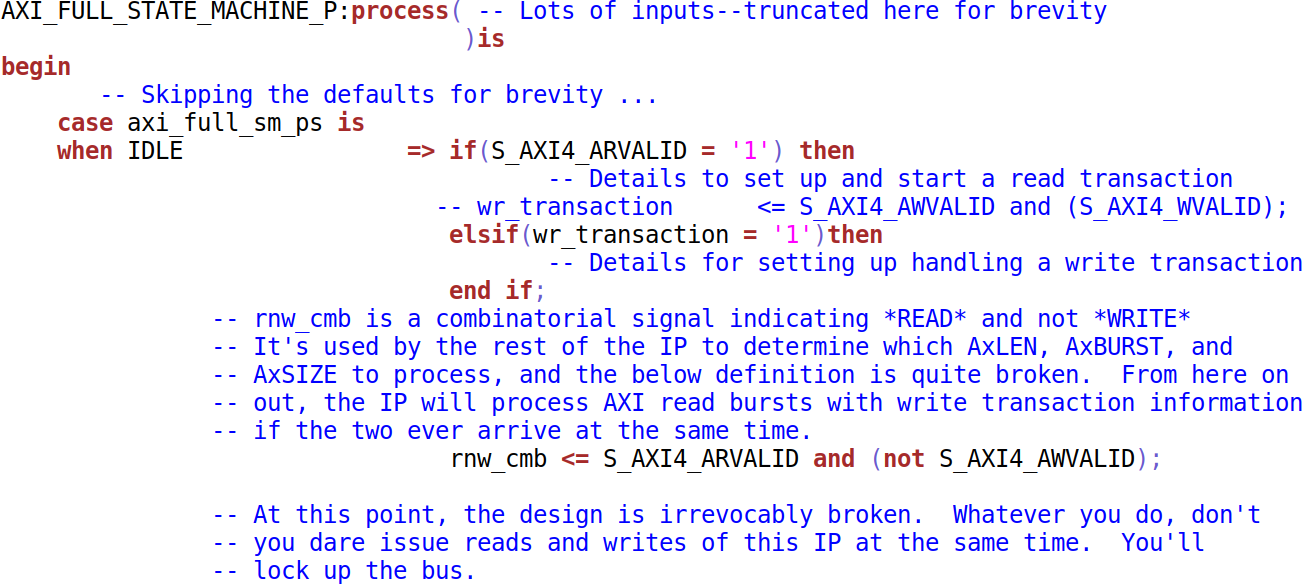 AXI_FULL_STATE_MACHINE_P:process( -- Lots of inputs--truncated here for brevity
)is
begin
-- Skipping the defaults for brevity ...
case axi_full_sm_ps is
when IDLE => if(S_AXI4_ARVALID = '1') then
-- Details to set up and start a read transaction
-- wr_transaction <= S_AXI4_AWVALID and (S_AXI4_WVALID);
elsif(wr_transaction = '1')then
-- Details for setting up handling a write transaction
end if;
-- rnw_cmb is a combinatorial signal indicating *READ* and not *WRITE*
-- It's used by the rest of the IP to determine which AxLEN, AxBURST, and
-- AxSIZE to process, and the below definition is quite broken.  From here on
-- out, the IP will process AXI read bursts with write transaction information
-- if the two ever arrive at the same time.
rnw_cmb <= S_AXI4_ARVALID and (not S_AXI4_AWVALID);
-- At this point, the design is irrevocably broken.  Whatever you do, don't
-- you dare issue reads and writes of this IP at the same time.  You'll
-- lock up the bus.